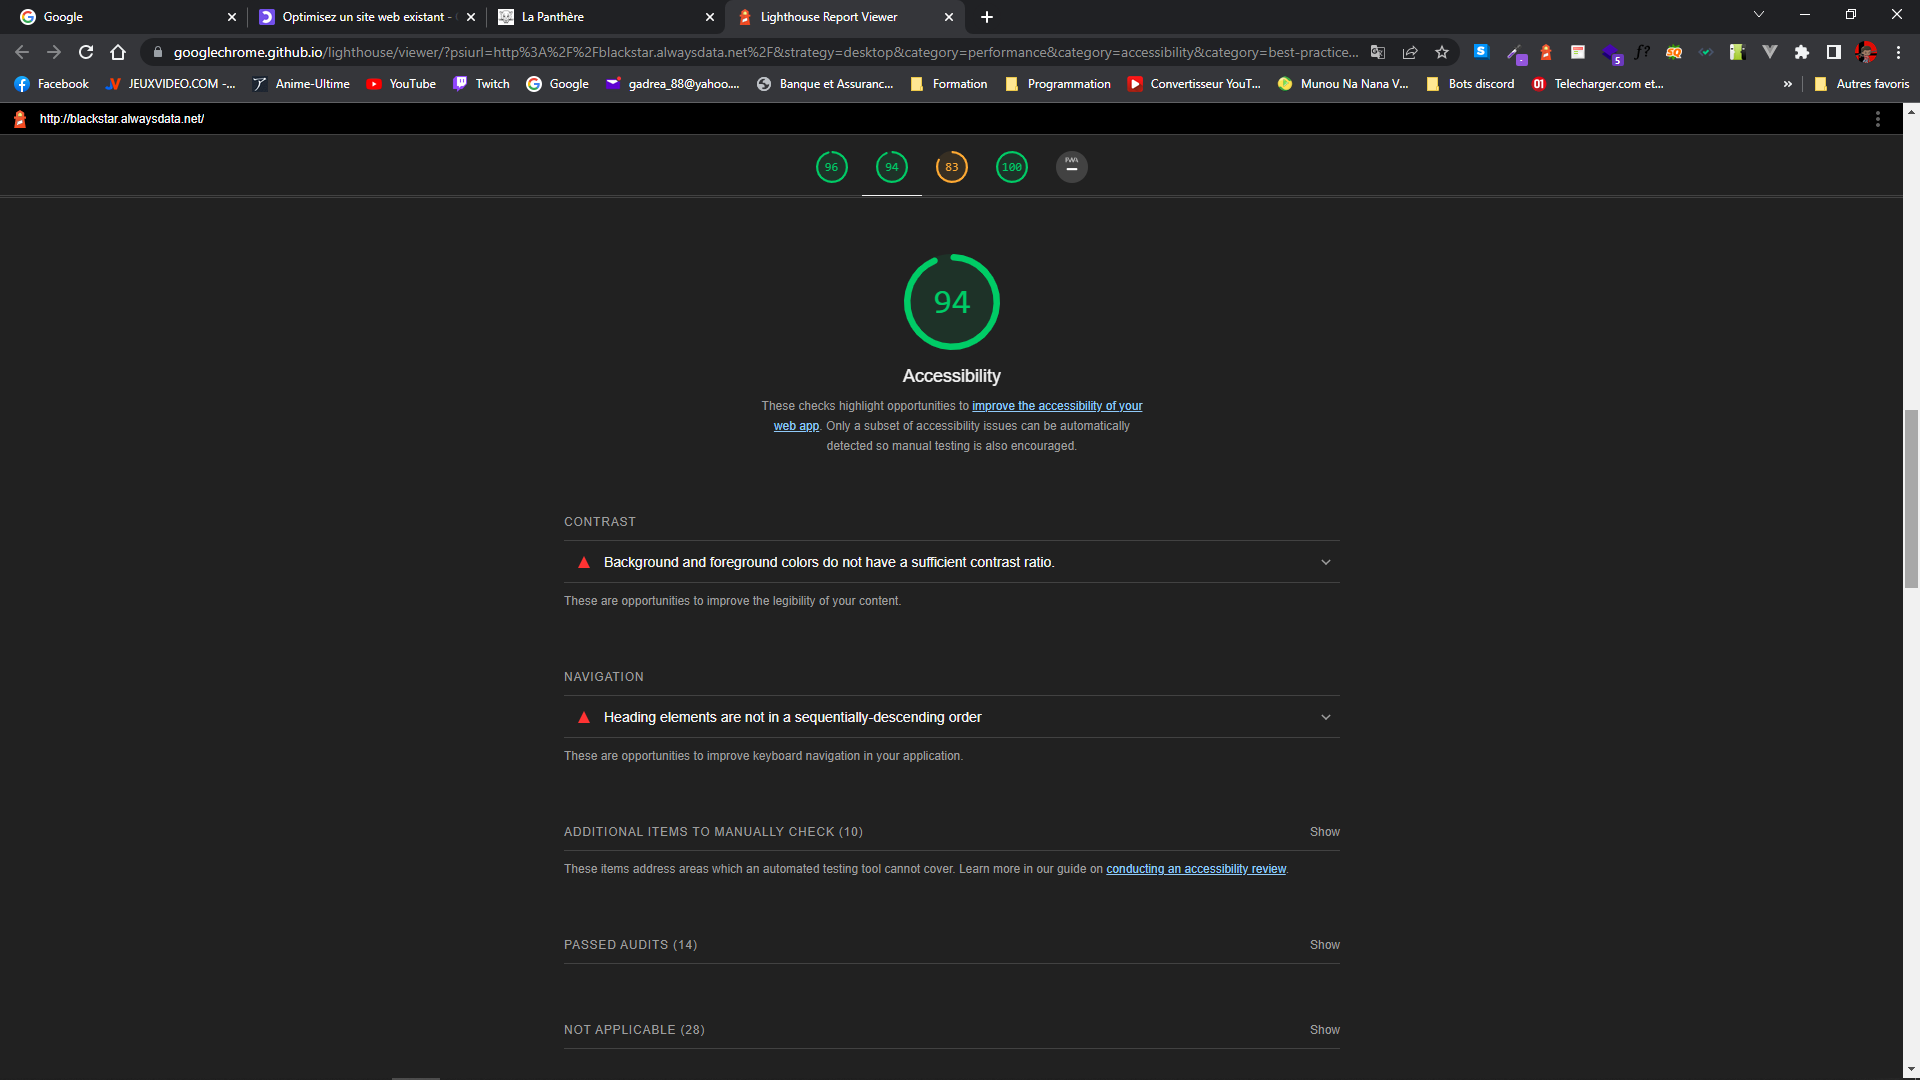 Google
Optimisez un site web existant -
La Panthère
Lighthouse Report Viewer
googlechrome.github.io/lighthouse/viewer/?psiurl=http%3A%2F%2Fblackstar.alwaysdata.net%2F&strategy=desktop&category=performance&category=accessibility&category=best-practice...
Facebook
JEUXVIDEO.COM -...
Anime-Ultime
YouTube
Twitch
Google
gadrea_88@yahoo....
Banque et Assuranc...
Formation
Programmation
Convertisseur YouT...
Munou Na Nana V...
Bots discord
Telecharger.com et...
»
Autres favoris
http://blackstar.alwaysdata.net/
96
94
83
100
PWA
94
Accessibility
These checks highlight opportunities to improve the accessibility of your
web app. Only a subset of accessibility issues can be automatically
detected so manual testing is also encouraged.
CONTRAST
Background and foreground colors do not have a sufficient contrast ratio.
These are opportunities to improve the legibility of your content.
NAVIGATION
Heading elements are not in a sequentially-descending order
These are opportunities to improve keyboard navigation in your application.
ADDITIONAL ITEMS TO MANUALLY CHECK (10)
Show
These items address areas which an automated testing tool cannot cover. Learn more in our guide on conducting an accessibility review.
PASSED AUDITS (14)
Show
NOT APPLICABLE (28)
Show